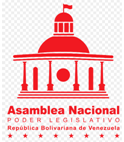 Asamblea Nacional
PODER LEGISLATIVO
República Bolivariana de Venezuela